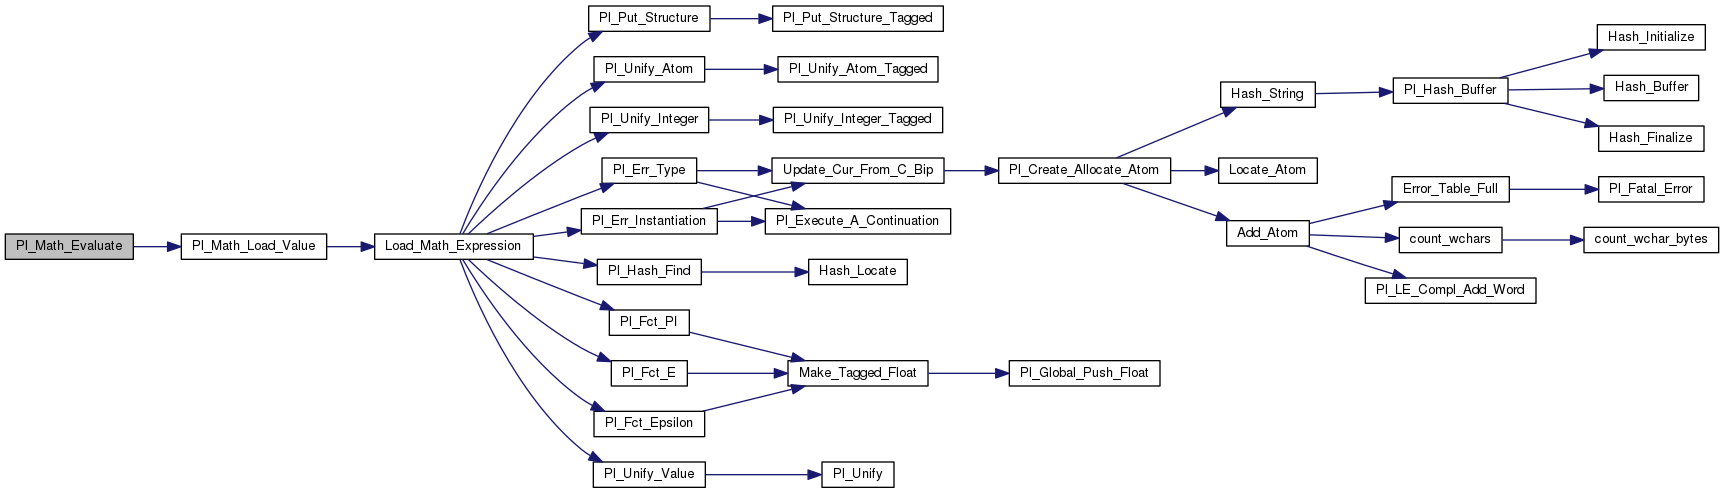 Pl_Math_Evaluate
Pl_Math_Load_Value
Load_Math_Expression
Pl_Put_Structure
Pl_Put_Structure_Tagged
Pl_Unify_Atom
Pl_Unify_Atom_Tagged
Pl_Unify_Integer
Pl_Unify_Integer_Tagged
Pl_Err_Type
Update_Cur_From_C_Bip
Pl_Err_Instantiation
Pl_Execute_A_Continuation
Pl_Create_Allocate_Atom
Hash_String
Pl_Hash_Buffer
Hash_Initialize
Hash_Buffer
Hash_Finalize
Locate_Atom
Add_Atom
Error_Table_Full
Pl_Fatal_Error
count_wchars
count_wchar_bytes
Pl_LE_Compl_Add_Word
Pl_Hash_Find
Hash_Locate
Pl_Fct_PI
Pl_Fct_E
Make_Tagged_Float
Pl_Global_Push_Float
Pl_Fct_Epsilon
Pl_Unify_Value
Pl_Unify